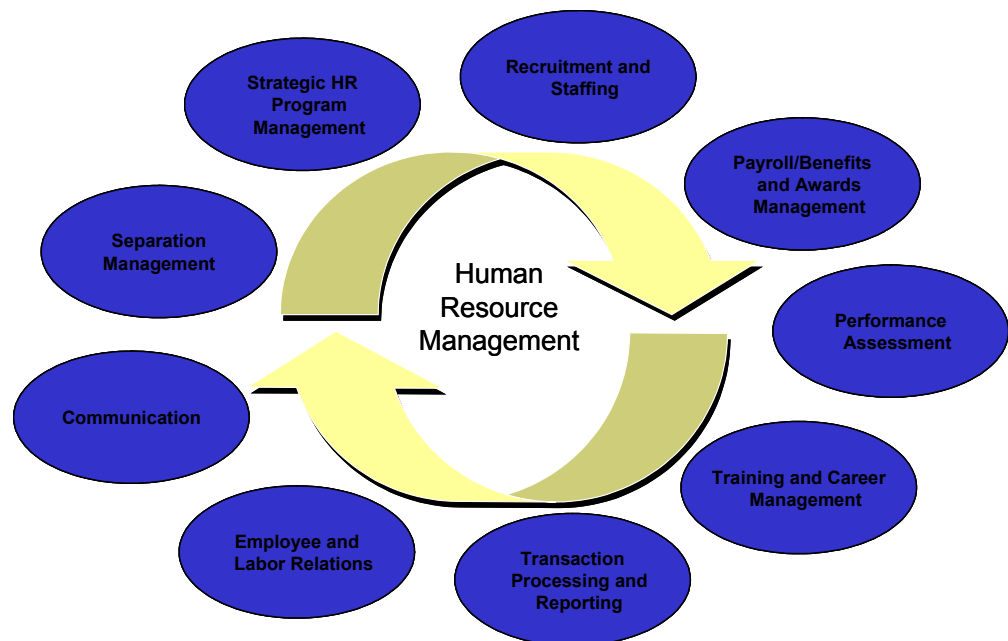 Strategic HR
Program
Management
Recruitment and
Staffing
Payroll/Benefits
and Awards
Management
Performance
Assessment
Training and Career
Management
Transaction
Processing and
Reporting
Employee and
Labor Relations
Communication
Separation
Management
Human
Resource
Management